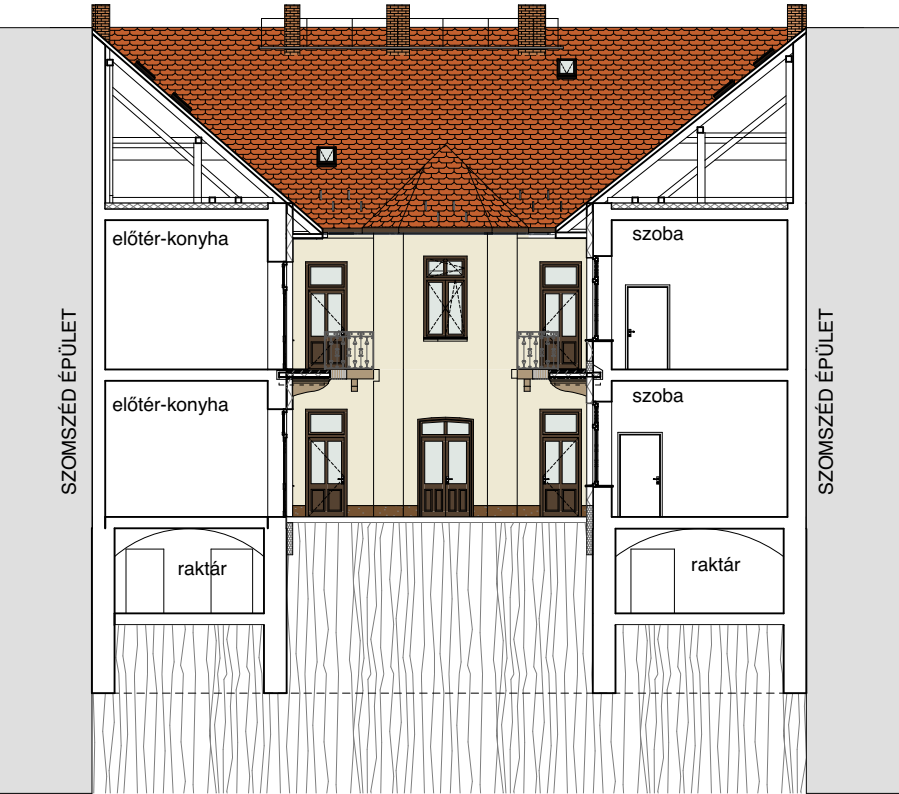 előtér-konyha
szoba
SZOMSZÉD ÉPÜLET
SZOMSZÉD ÉPÜLET
előtér-konyha
szoba
raktár
raktár